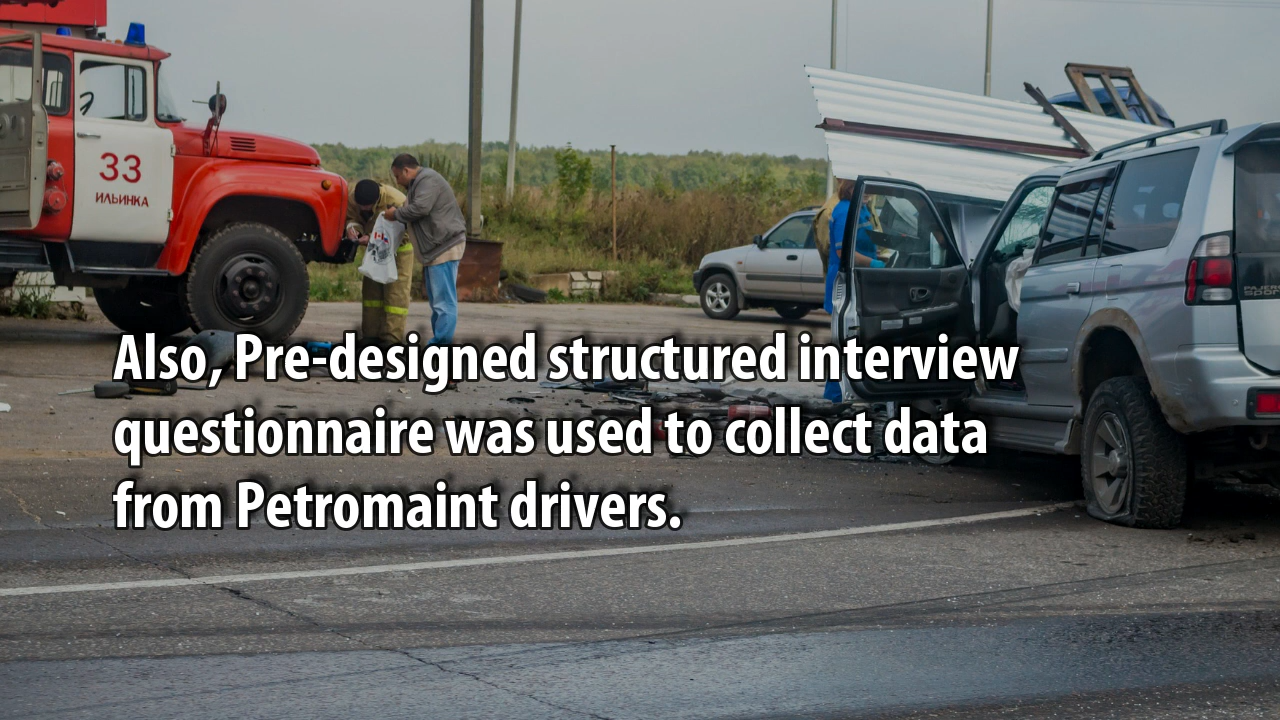 33
ИЛЬИНКА
Also, Pre-designed structured interview
questionnaire was used to collect data
from Petromaint drivers.